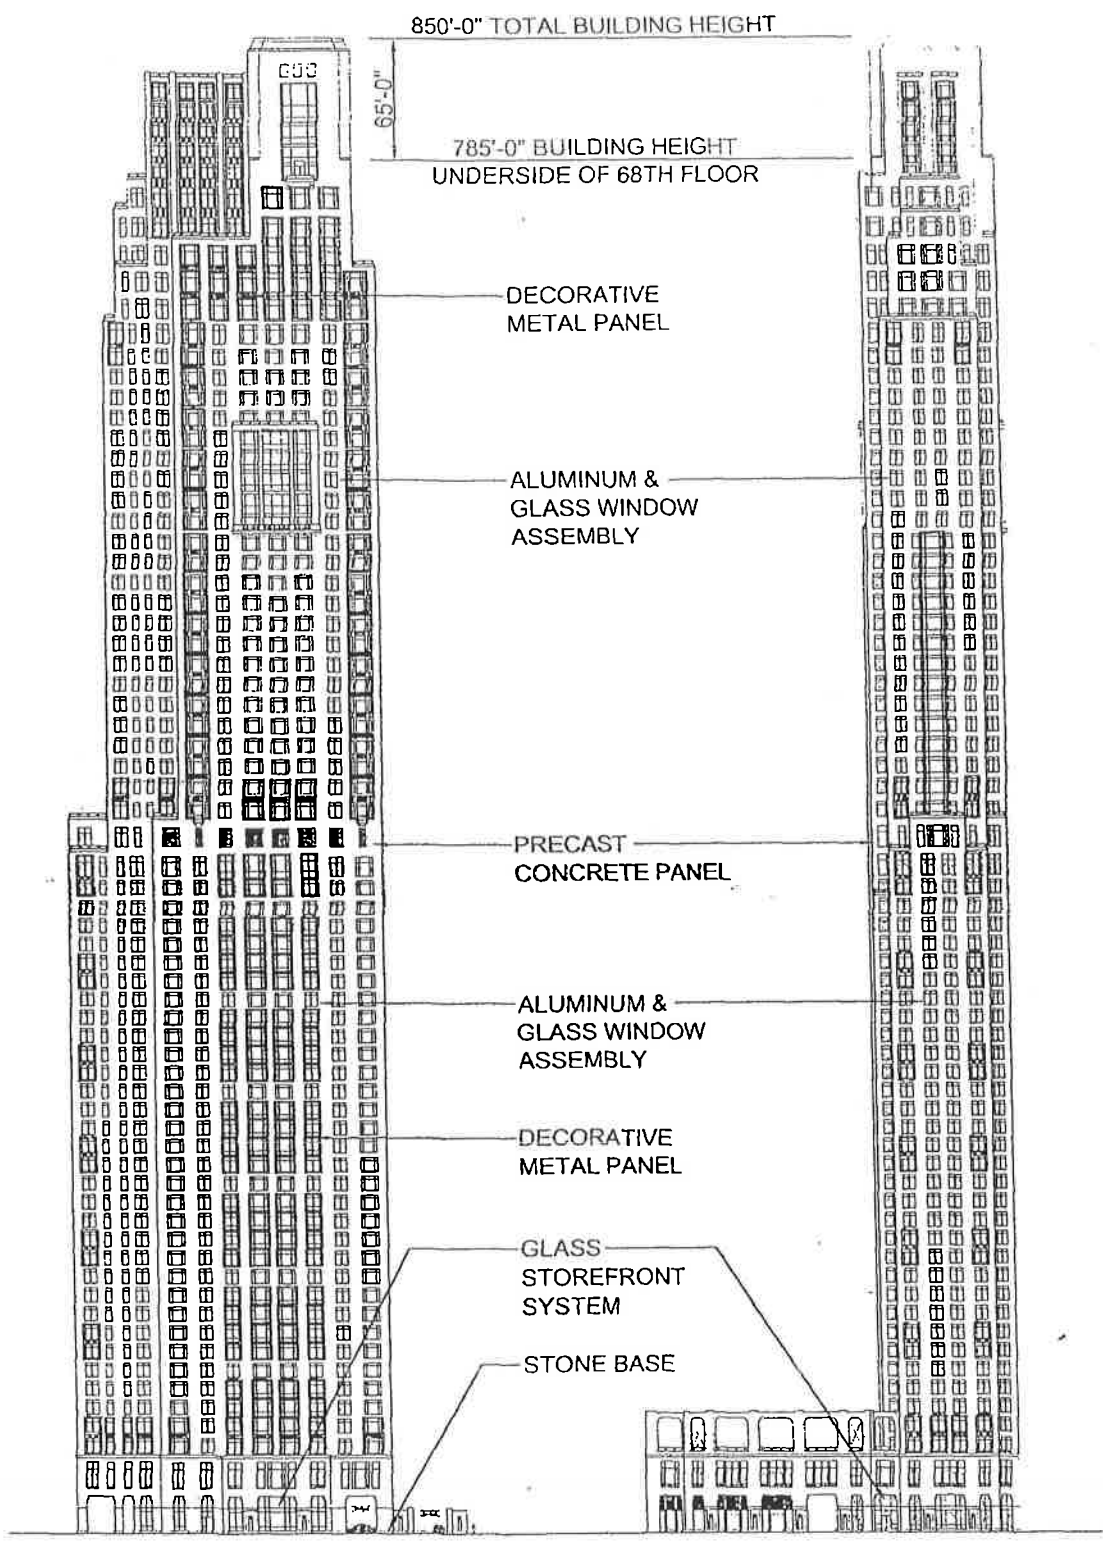 850'-0" TOTAL BUILDING HEIGHT
65'-0"
785'-0" BUILDING HEIGHT
UNDERSIDE OF 68TH FLOOR
DECORATIVE
METAL PANEL
ALUMINUM &
GLASS WINDOW
ASSEMBLY
PRECAST
CONCRETE PANEL
ALUMINUM &
GLASS WINDOW
ASSEMBLY
DECORATIVE
METAL PANEL
GLASS
STOREFRONT
SYSTEM
STONE BASE